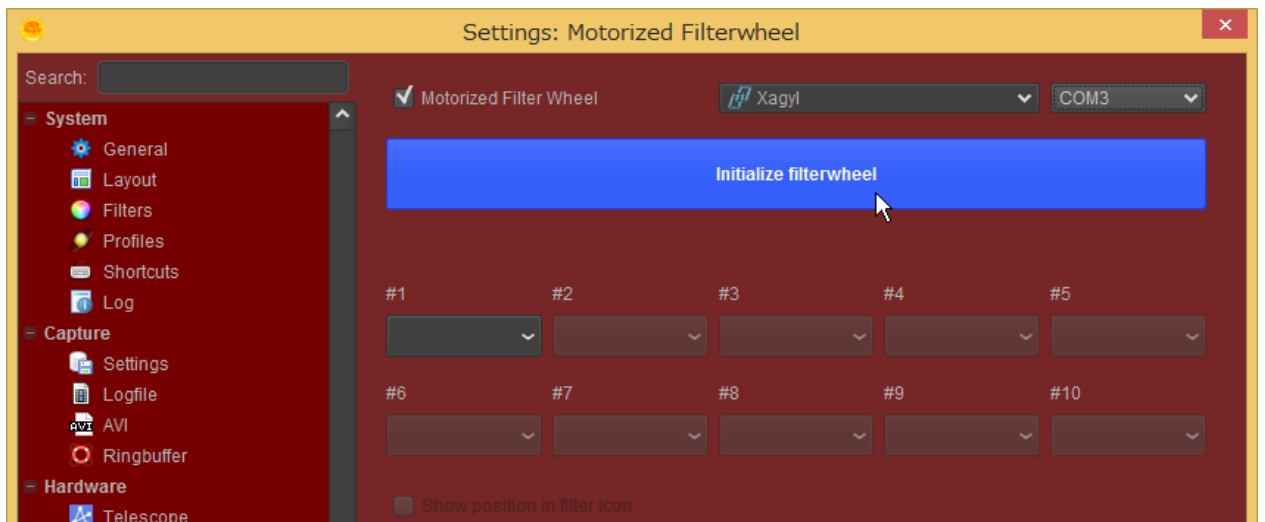 Settings: Motorized Filterwheel
Search:
System
General
Layout
Filters
Profiles
Shortcuts
Log
Capture
Settings
Logfile
AVI
AVI
Ringbuffer
Hardware
Telescope
Motorized Filter Wheel
Xagyl
COM3
Initialize filterwheel
#1 #2 #3 #4 #5
#6 #7 #8 #9 #10
Show position in filter icon